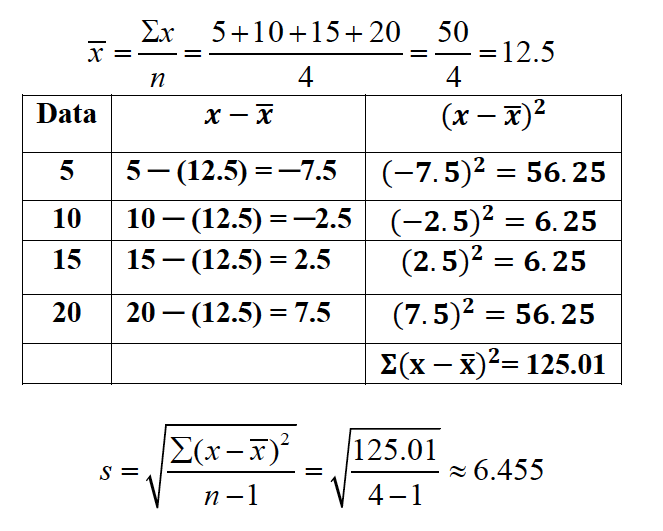 x̅ = Σx / n = 5+10+15+20 / 4 = 50 / 4 = 12.5
Data x − x̅ (x − x̅)²
5 5 − (12.5) = −7.5 (−7.5)² = 56.25
10 10 − (12.5) = −2.5 (−2.5)² = 6.25
15 15 − (12.5) = 2.5 (2.5)² = 6.25
20 20 − (12.5) = 7.5 (7.5)² = 56.25
Σ(x − x̅)²= 125.01
s = √(Σ(x − x̅)² / n − 1) = √(125.01 / 4 − 1) ≈ 6.455